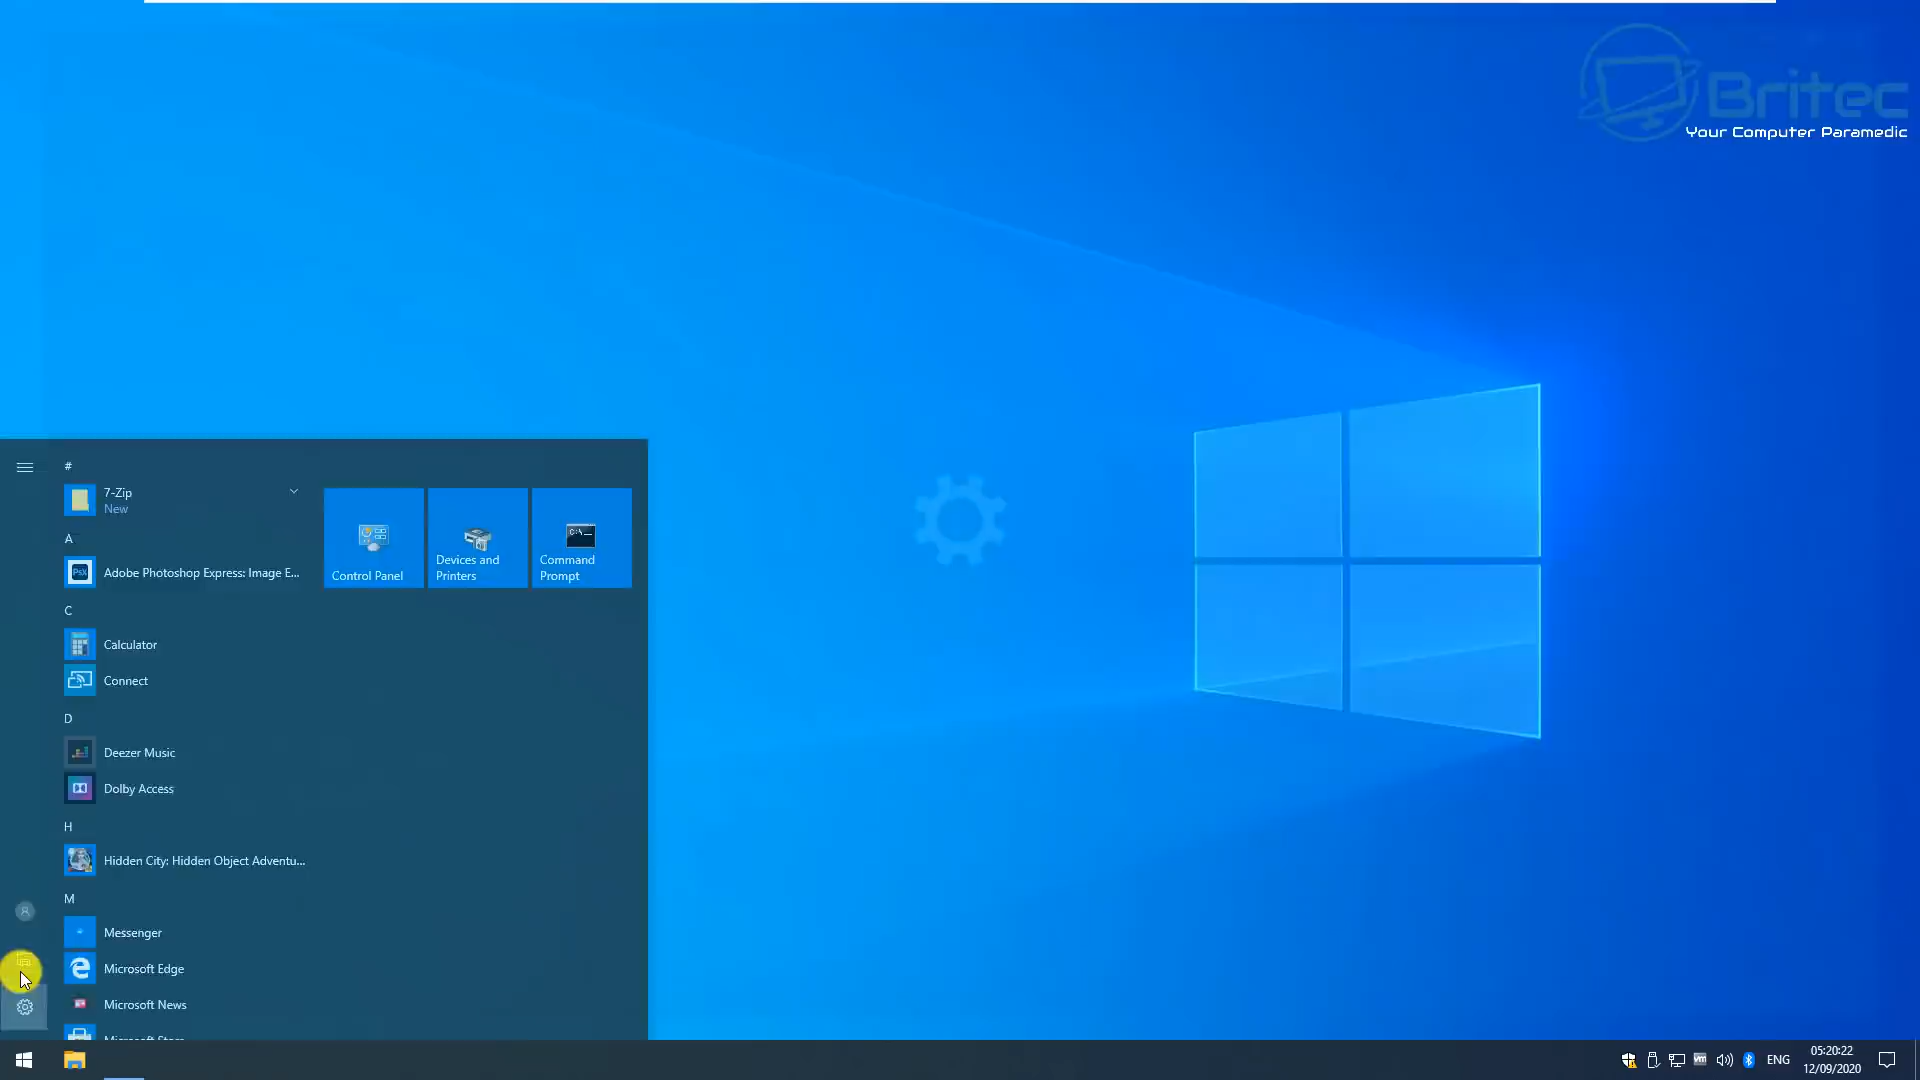 Britec
Your Computer Paramedic
#
7-Zip
New
A
Adobe Photoshop Express: Image E...
C
Calculator
Connect
D
Deezer Music
Dolby Access
H
Hidden City: Hidden Object Adventu...
M
Messenger
Microsoft Edge
Microsoft News
Microsoft Store
Control Panel
Devices and
Printers
Command
Prompt
ENG
05:20:22
12/09/2020